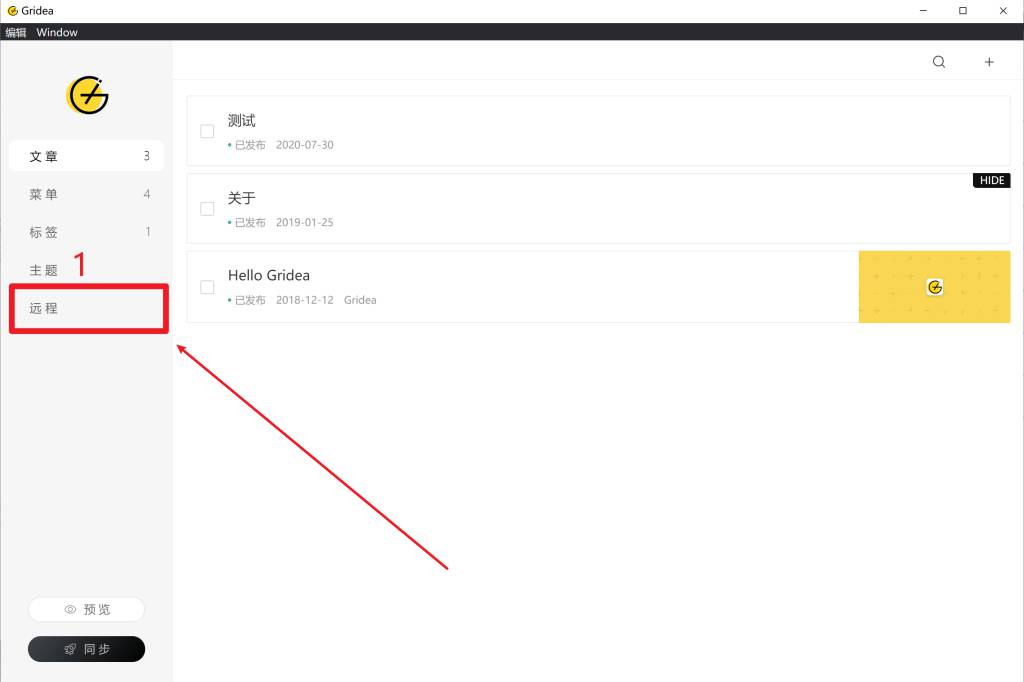 Gridea
编辑 Window
文章 3
菜单 4
标签 1
主题 1
远程
测试
已发布 2020-07-30
关于
HIDE
已发布 2019-01-25
Hello Gridea
已发布 2018-12-12 Gridea
预览
同步